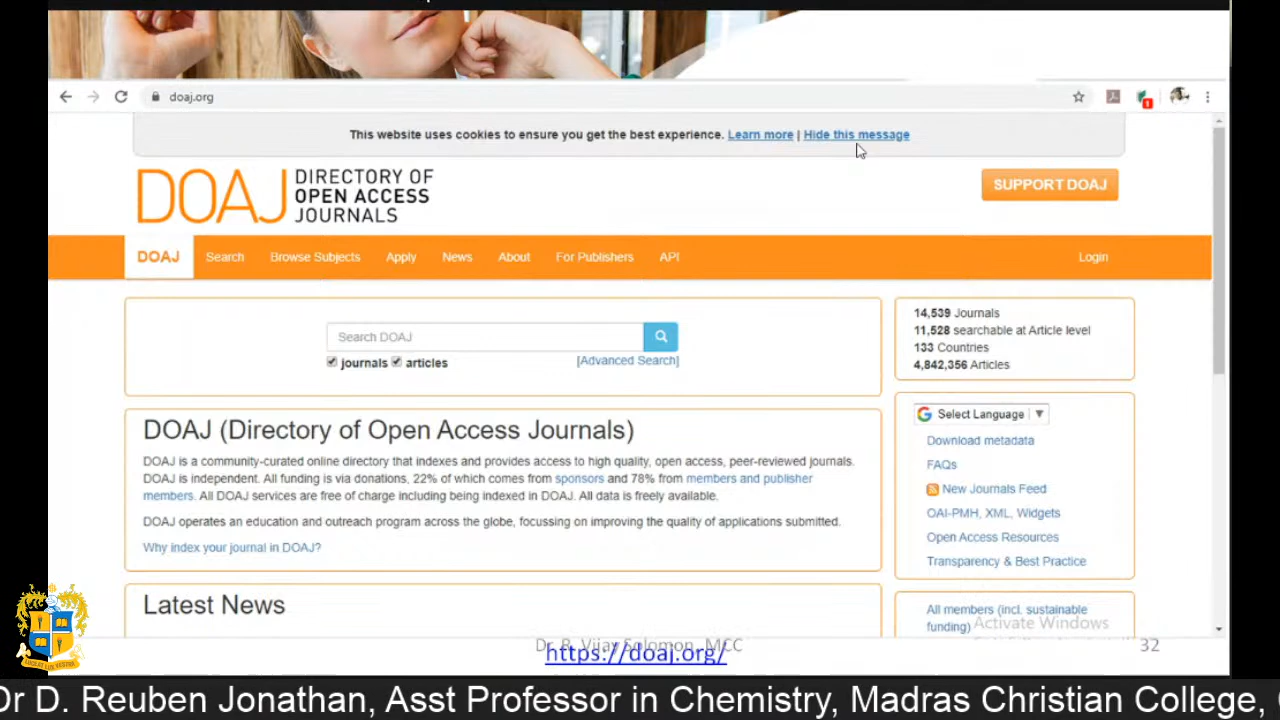 doaj.org
This website uses cookies to ensure you get the best experience. Learn more | Hide this message
DOAJ
DIRECTORY OF
OPEN ACCESS
JOURNALS
SUPPORT DOAJ
DOAJ Search Browse Subjects Apply News About For Publishers API Login
Search DOAJ
journals articles [Advanced Search]
14,539 Journals
11,528 searchable at Article level
133 Countries
4,842,356 Articles
DOAJ (Directory of Open Access Journals)
DOAJ is a community-curated online directory that indexes and provides access to high quality, open access, peer-reviewed journals.
DOAJ is independent. All funding is via donations, 22% of which comes from sponsors and 78% from members and publisher
members. All DOAJ services are free of charge including being indexed in DOAJ. All data is freely available.
DOAJ operates an education and outreach program across the globe, focussing on improving the quality of applications submitted.
Why index your journal in DOAJ?
Select Language
Download metadata
FAQs
New Journals Feed
OAI-PMH, XML, Widgets
Open Access Resources
Transparency & Best Practice
Latest News
All members (incl. sustainable
funding)
Activate Windows
Dr. R. Vijay Solomon, MCC
https://doaj.org/
32
Dr D. Reuben Jonathan, Asst Professor in Chemistry, Madras Christian College,